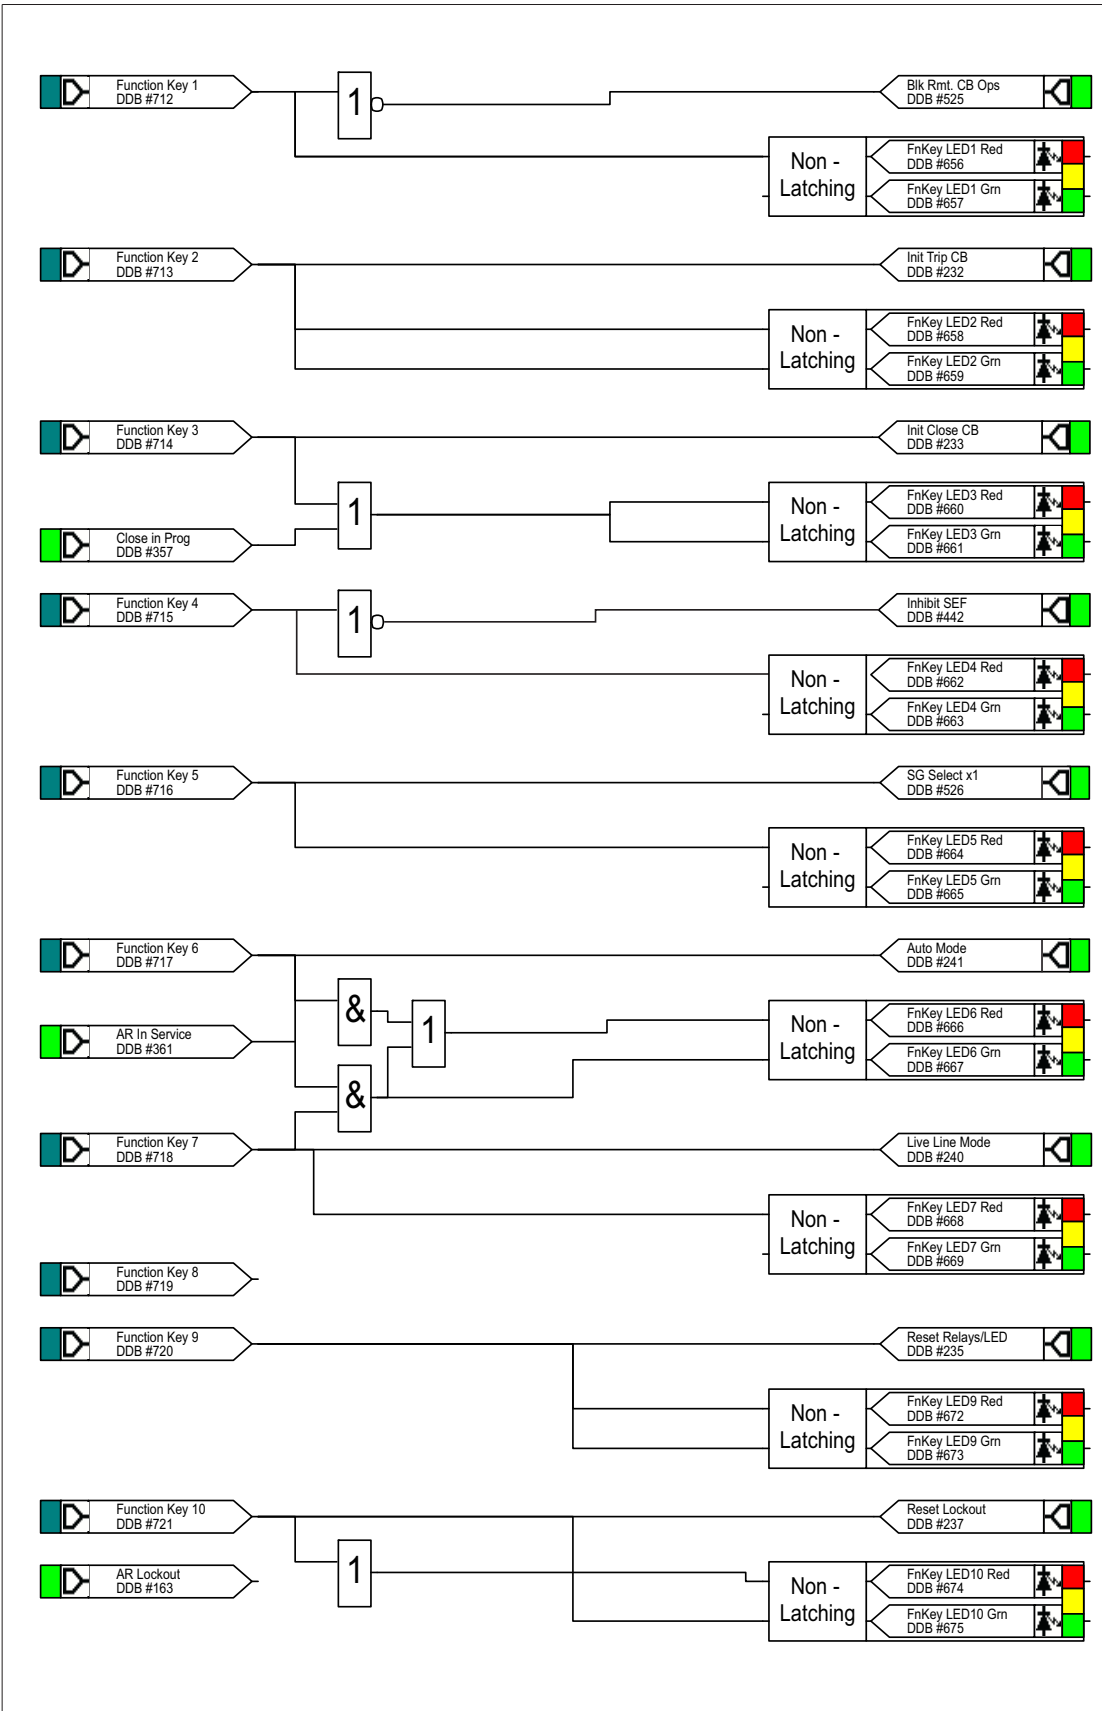 Function Key 1
DDB #712
1
Blk Rmt. CB Ops
DDB #525
Non -
Latching
FnKey LED1 Red
DDB #656
FnKey LED1 Grn
DDB #657
Function Key 2
DDB #713
Init Trip CB
DDB #232
Non -
Latching
FnKey LED2 Red
DDB #658
FnKey LED2 Grn
DDB #659
Function Key 3
DDB #714
Init Close CB
DDB #233
1
Close in Prog
DDB #357
Non -
Latching
FnKey LED3 Red
DDB #660
FnKey LED3 Grn
DDB #661
Function Key 4
DDB #715
1
Inhibit SEF
DDB #442
Non -
Latching
FnKey LED4 Red
DDB #662
FnKey LED4 Grn
DDB #663
Function Key 5
DDB #716
SG Select x1
DDB #526
Non -
Latching
FnKey LED5 Red
DDB #664
FnKey LED5 Grn
DDB #665
Function Key 6
DDB #717
Auto Mode
DDB #241
&
1
AR In Service
DDB #361
&
Non -
Latching
FnKey LED6 Red
DDB #666
FnKey LED6 Grn
DDB #667
Function Key 7
DDB #718
Live Line Mode
DDB #240
Non -
Latching
FnKey LED7 Red
DDB #668
FnKey LED7 Grn
DDB #669
Function Key 8
DDB #719
Function Key 9
DDB #720
Reset Relays/LED
DDB #235
Non -
Latching
FnKey LED9 Red
DDB #672
FnKey LED9 Grn
DDB #673
Function Key 10
DDB #721
Reset Lockout
DDB #237
1
AR Lockout
DDB #163
Non -
Latching
FnKey LED10 Red
DDB #674
FnKey LED10 Grn
DDB #675